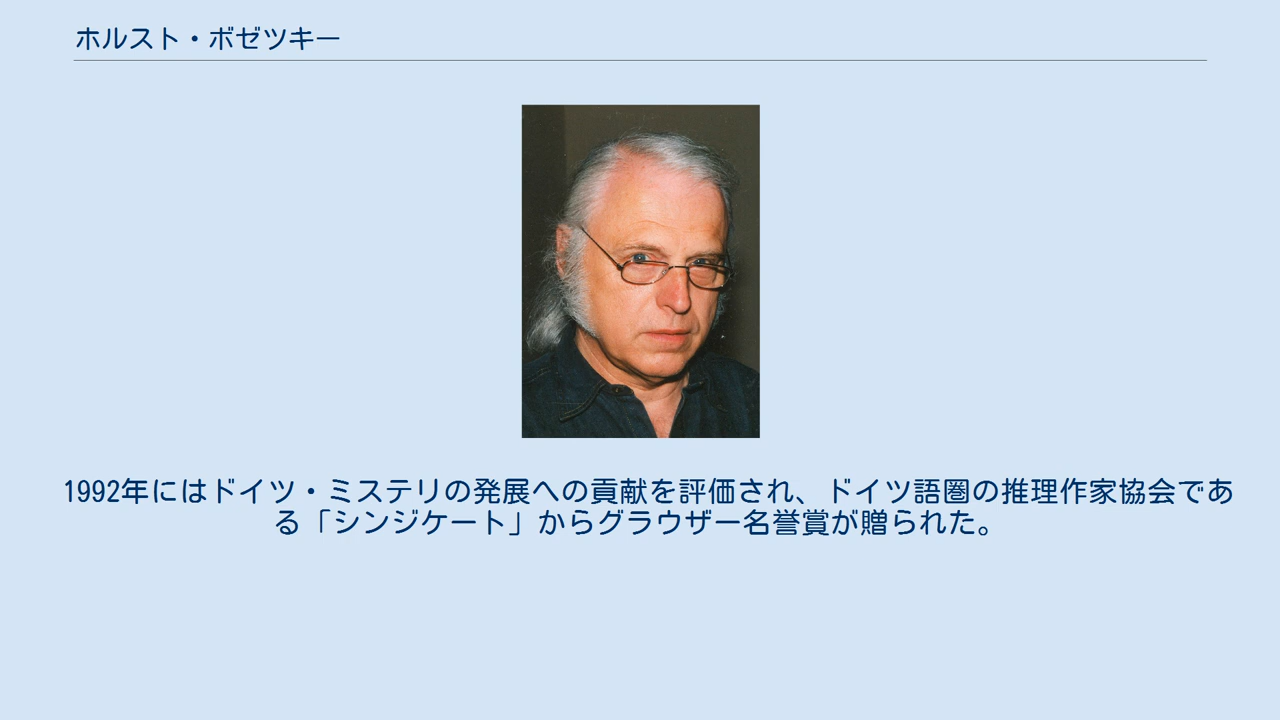 ホルスト・ボゼツキー
1992年にはドイツ・ミステリの発展への貢献を評価され、ドイツ語圏の推理作家協会であ
る「シンジケート」からグラウザー名誉賞が贈られた。